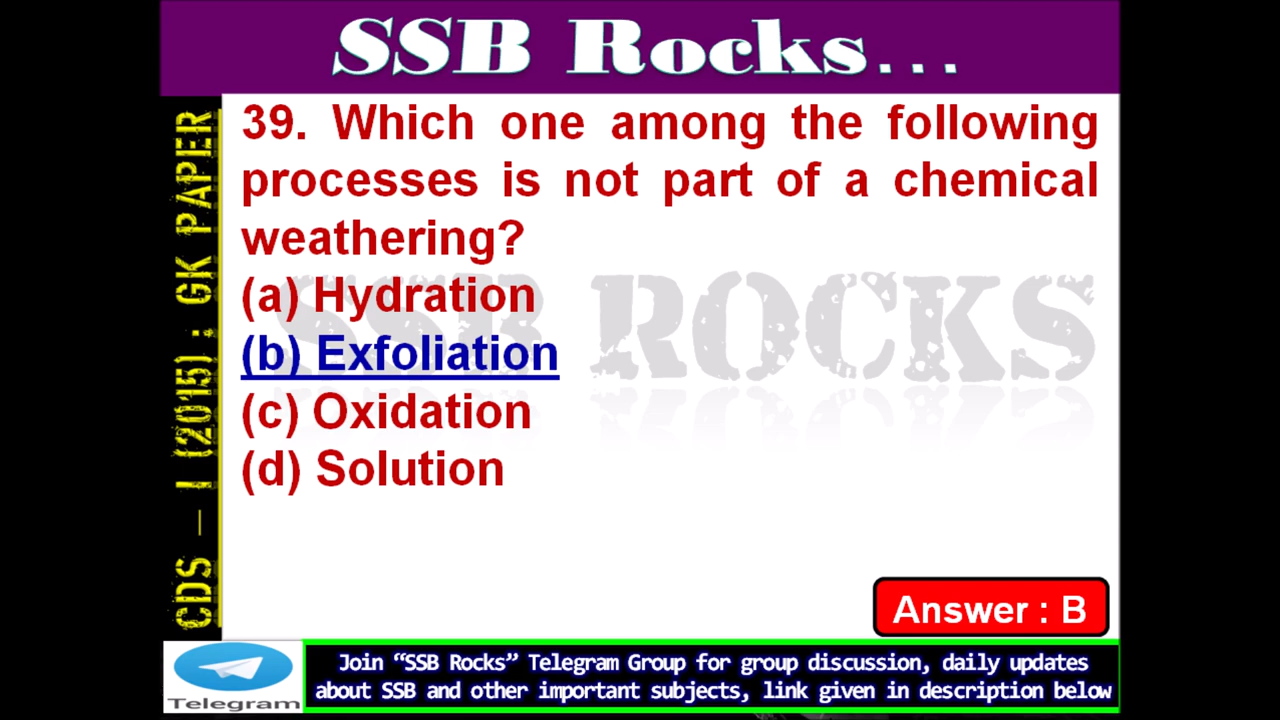 SSB Rocks...
CDS – I (2015) : GK PAPER
39. Which one among the following
processes is not part of a chemical
weathering?
(a) Hydration
(b) Exfoliation
(c) Oxidation
(d) Solution
SSB ROCKS
Answer : B
Telegram
Join “SSB Rocks” Telegram Group for group discussion, daily updates
about SSB and other important subjects, link given in description below